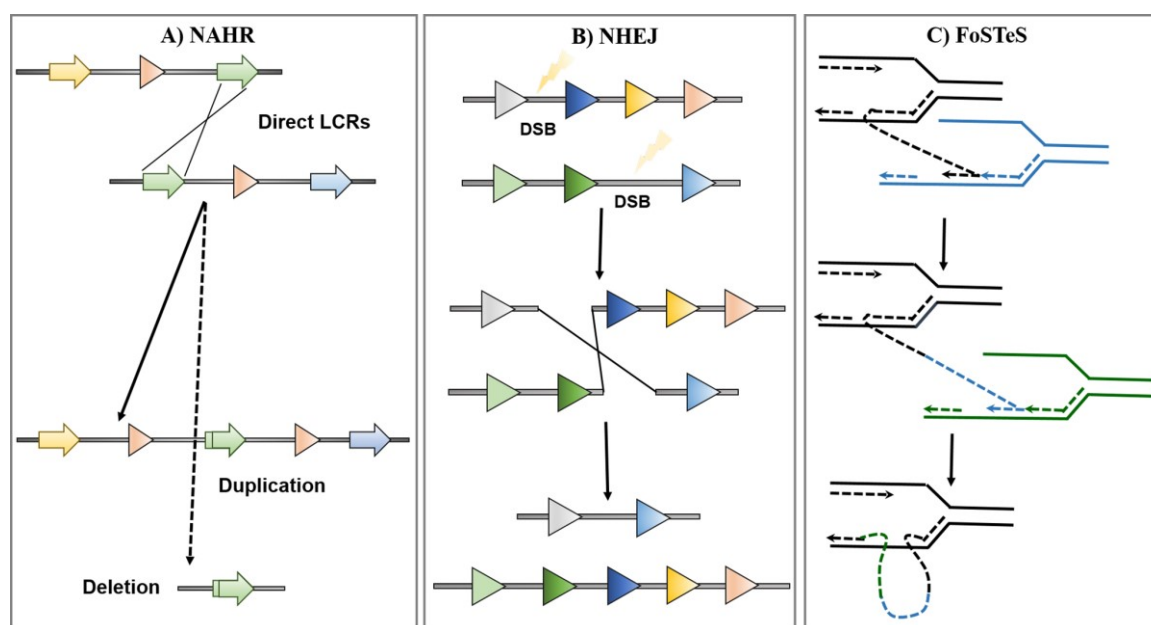 A) NAHR
Direct LCRs
Duplication
Deletion
B) NHEJ
DSB
DSB
C) FoSTeS